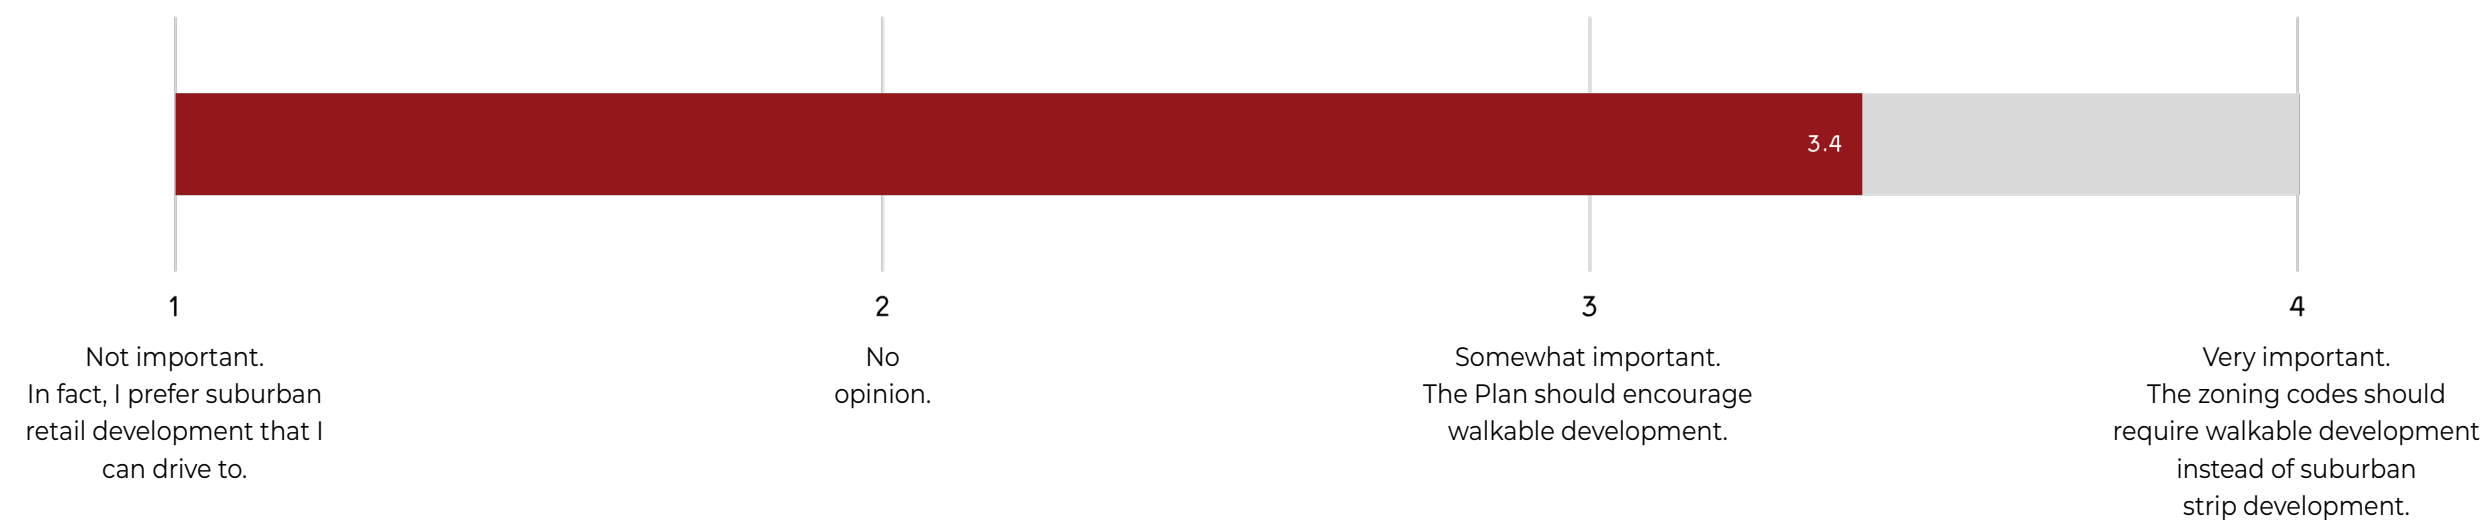 3.4
1
Not important.
In fact, I prefer suburban
retail development that I
can drive to.
2
No
opinion.
3
Somewhat important.
The Plan should encourage
walkable development.
4
Very important.
The zoning codes should
require walkable development
instead of suburban
strip development.